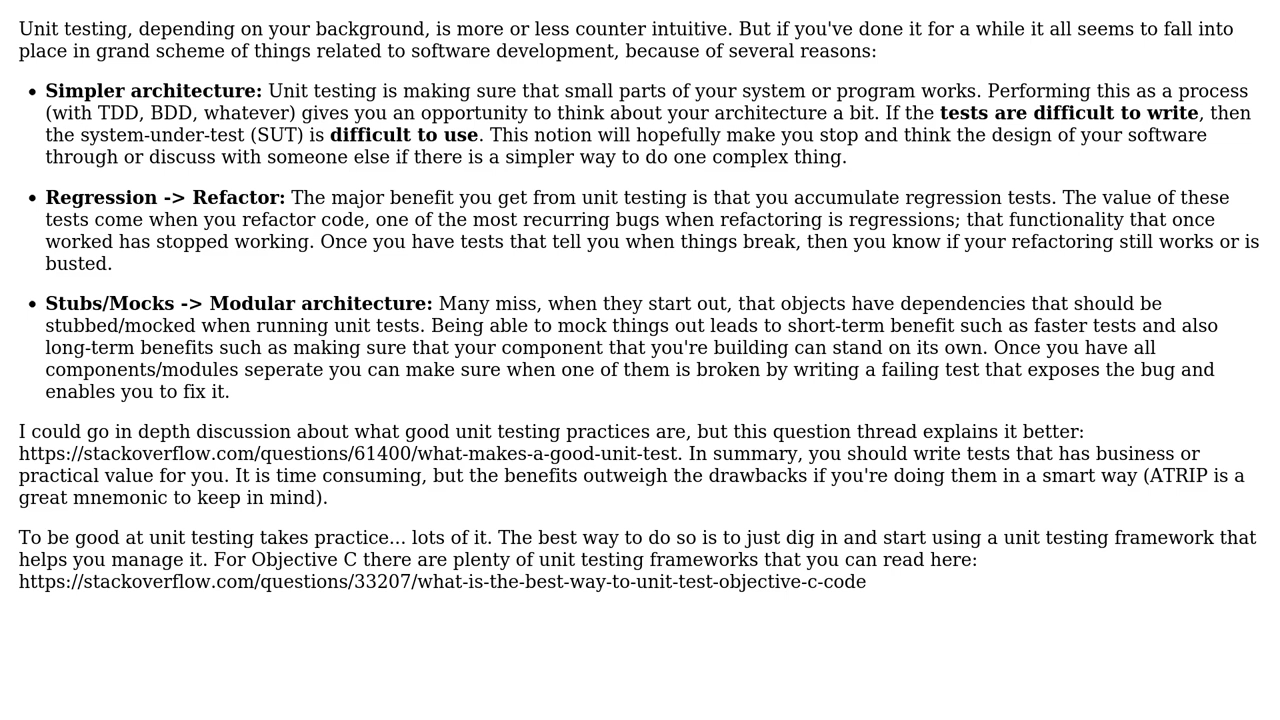 Unit testing, depending on your background, is more or less counter intuitive. But if you've done it for a while it all seems to fall into
place in grand scheme of things related to software development, because of several reasons:
• Simpler architecture: Unit testing is making sure that small parts of your system or program works. Performing this as a process
(with TDD, BDD, whatever) gives you an opportunity to think about your architecture a bit. If the tests are difficult to write, then
the system-under-test (SUT) is difficult to use. This notion will hopefully make you stop and think the design of your software
through or discuss with someone else if there is a simpler way to do one complex thing.
• Regression -> Refactor: The major benefit you get from unit testing is that you accumulate regression tests. The value of these
tests come when you refactor code, one of the most recurring bugs when refactoring is regressions; that functionality that once
worked has stopped working. Once you have tests that tell you when things break, then you know if your refactoring still works or is
busted.
• Stubs/Mocks -> Modular architecture: Many miss, when they start out, that objects have dependencies that should be
stubbed/mocked when running unit tests. Being able to mock things out leads to short-term benefit such as faster tests and also
long-term benefits such as making sure that your component that you're building can stand on its own. Once you have all
components/modules seperate you can make sure when one of them is broken by writing a failing test that exposes the bug and
enables you to fix it.
I could go in depth discussion about what good unit testing practices are, but this question thread explains it better:
https://stackoverflow.com/questions/61400/what-makes-a-good-unit-test. In summary, you should write tests that has business or
practical value for you. It is time consuming, but the benefits outweigh the drawbacks if you're doing them in a smart way (ATRIP is a
great mnemonic to keep in mind).
To be good at unit testing takes practice... lots of it. The best way to do so is to just dig in and start using a unit testing framework that
helps you manage it. For Objective C there are plenty of unit testing frameworks that you can read here:
https://stackoverflow.com/questions/33207/what-is-the-best-way-to-unit-test-objective-c-code